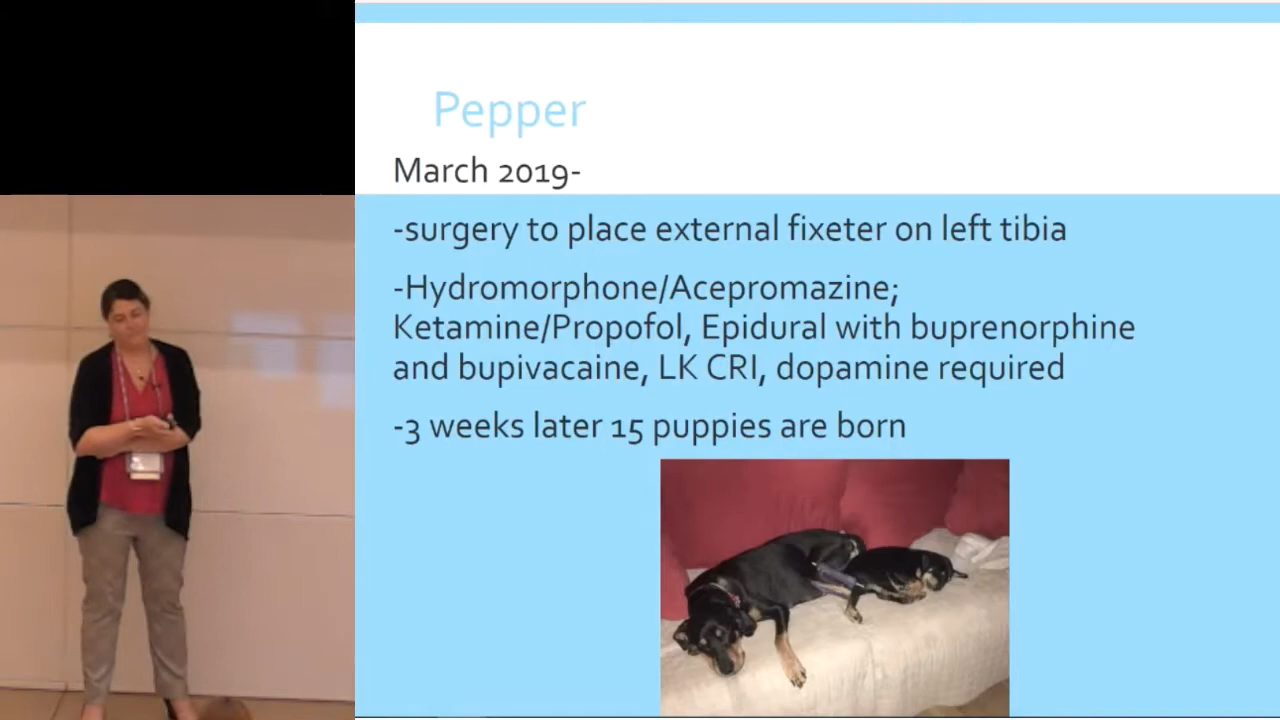 Pepper
March 2019-
-surgery to place external fixeter on left tibia
-Hydromorphone/Acepromazine;
Ketamine/Propofol, Epidural with buprenorphine
and bupivacaine, LK CRI, dopamine required
-3 weeks later 15 puppies are born